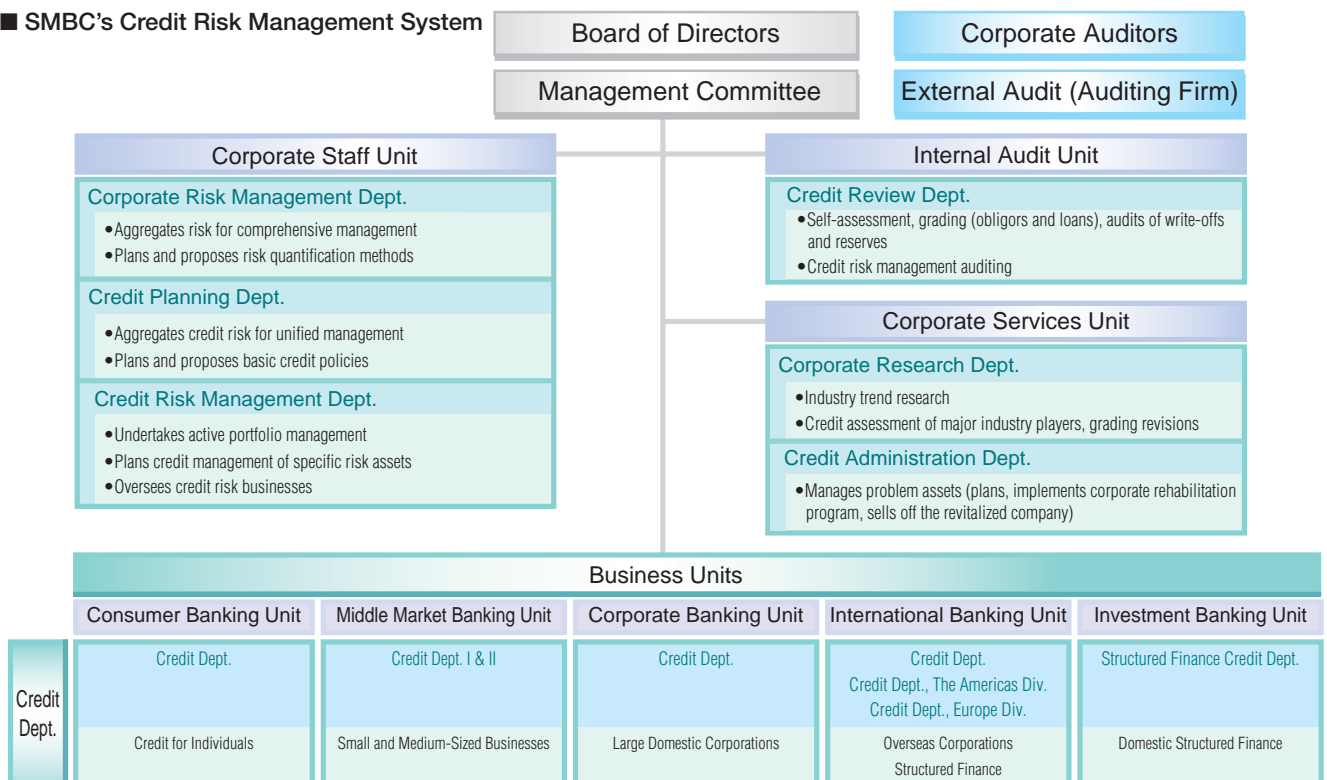 ■ SMBC's Credit Risk Management System
Board of Directors
Corporate Auditors
Management Committee
External Audit (Auditing Firm)
Corporate Staff Unit
Corporate Risk Management Dept.
●Aggregates risk for comprehensive management
●Plans and proposes risk quantification methods
Credit Planning Dept.
●Aggregates credit risk for unified management
●Plans and proposes basic credit policies
Credit Risk Management Dept.
●Undertakes active portfolio management
●Plans credit management of specific risk assets
●Oversees credit risk businesses
Internal Audit Unit
Credit Review Dept.
●Self-assessment, grading (obligors and loans), audits of write-offs
and reserves
●Credit risk management auditing
Corporate Services Unit
Corporate Research Dept.
●Industry trend research
●Credit assessment of major industry players, grading revisions
Credit Administration Dept.
●Manages problem assets (plans, implements corporate rehabilitation
program, sells off the revitalized company)
Business Units
Consumer Banking Unit
Middle Market Banking Unit
Corporate Banking Unit
International Banking Unit
Investment Banking Unit
Credit
Dept.
Credit Dept.
Credit Dept. I & II
Credit Dept.
Credit Dept.
Credit Dept., The Americas Div.
Credit Dept., Europe Div.
Structured Finance Credit Dept.
Credit for Individuals
Small and Medium-Sized Businesses
Large Domestic Corporations
Overseas Corporations
Structured Finance
Domestic Structured Finance